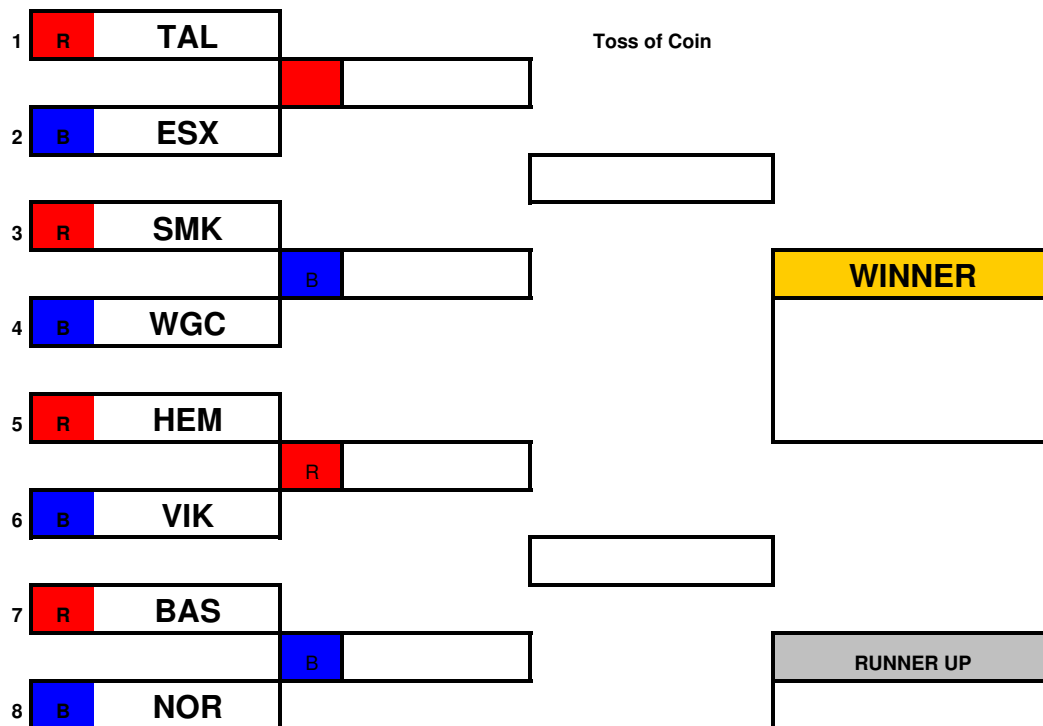 1 R TAL Toss of Coin
2 B ESX
3 R SMK
B WINNER
4 B WGC
5 R HEM
R
6 B VIK
7 R BAS
B RUNNER UP
8 B NOR